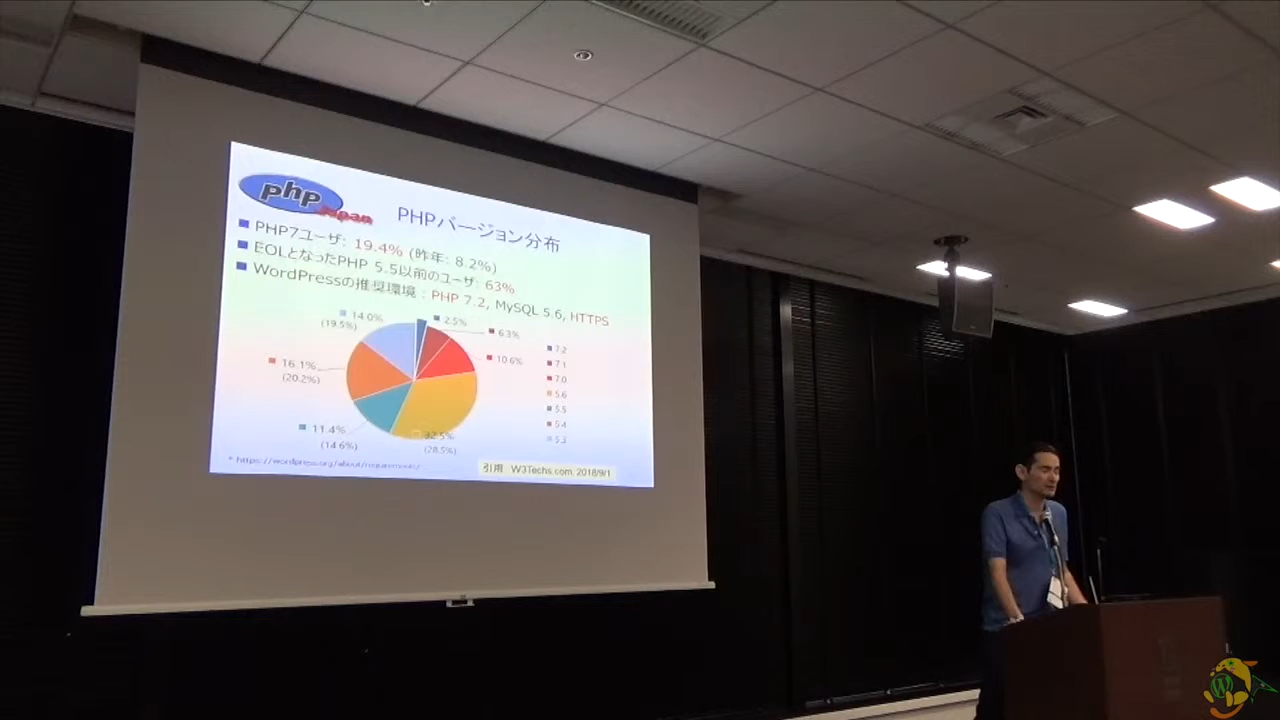 php
Japan
PHPバージョン分布
PHP7ユーザ: 19.4% (昨年: 8.2%)
EOLとなったPHP 5.5以前のユーザ: 63%
WordPressの推奨環境：PHP 7.2, MySQL 5.6, HTTPS
14.0%
(19.5%)
2.5%
6.3%
10.6%
16.1%
(20.2%)
11.4%
(14.6%)
32.5%
(28.5%)
7.2
7.1
7.0
5.6
5.5
5.4
5.3
* https://wordpress.org/about/requirements/
引用 W3Techs.com, 2018/9/1
W